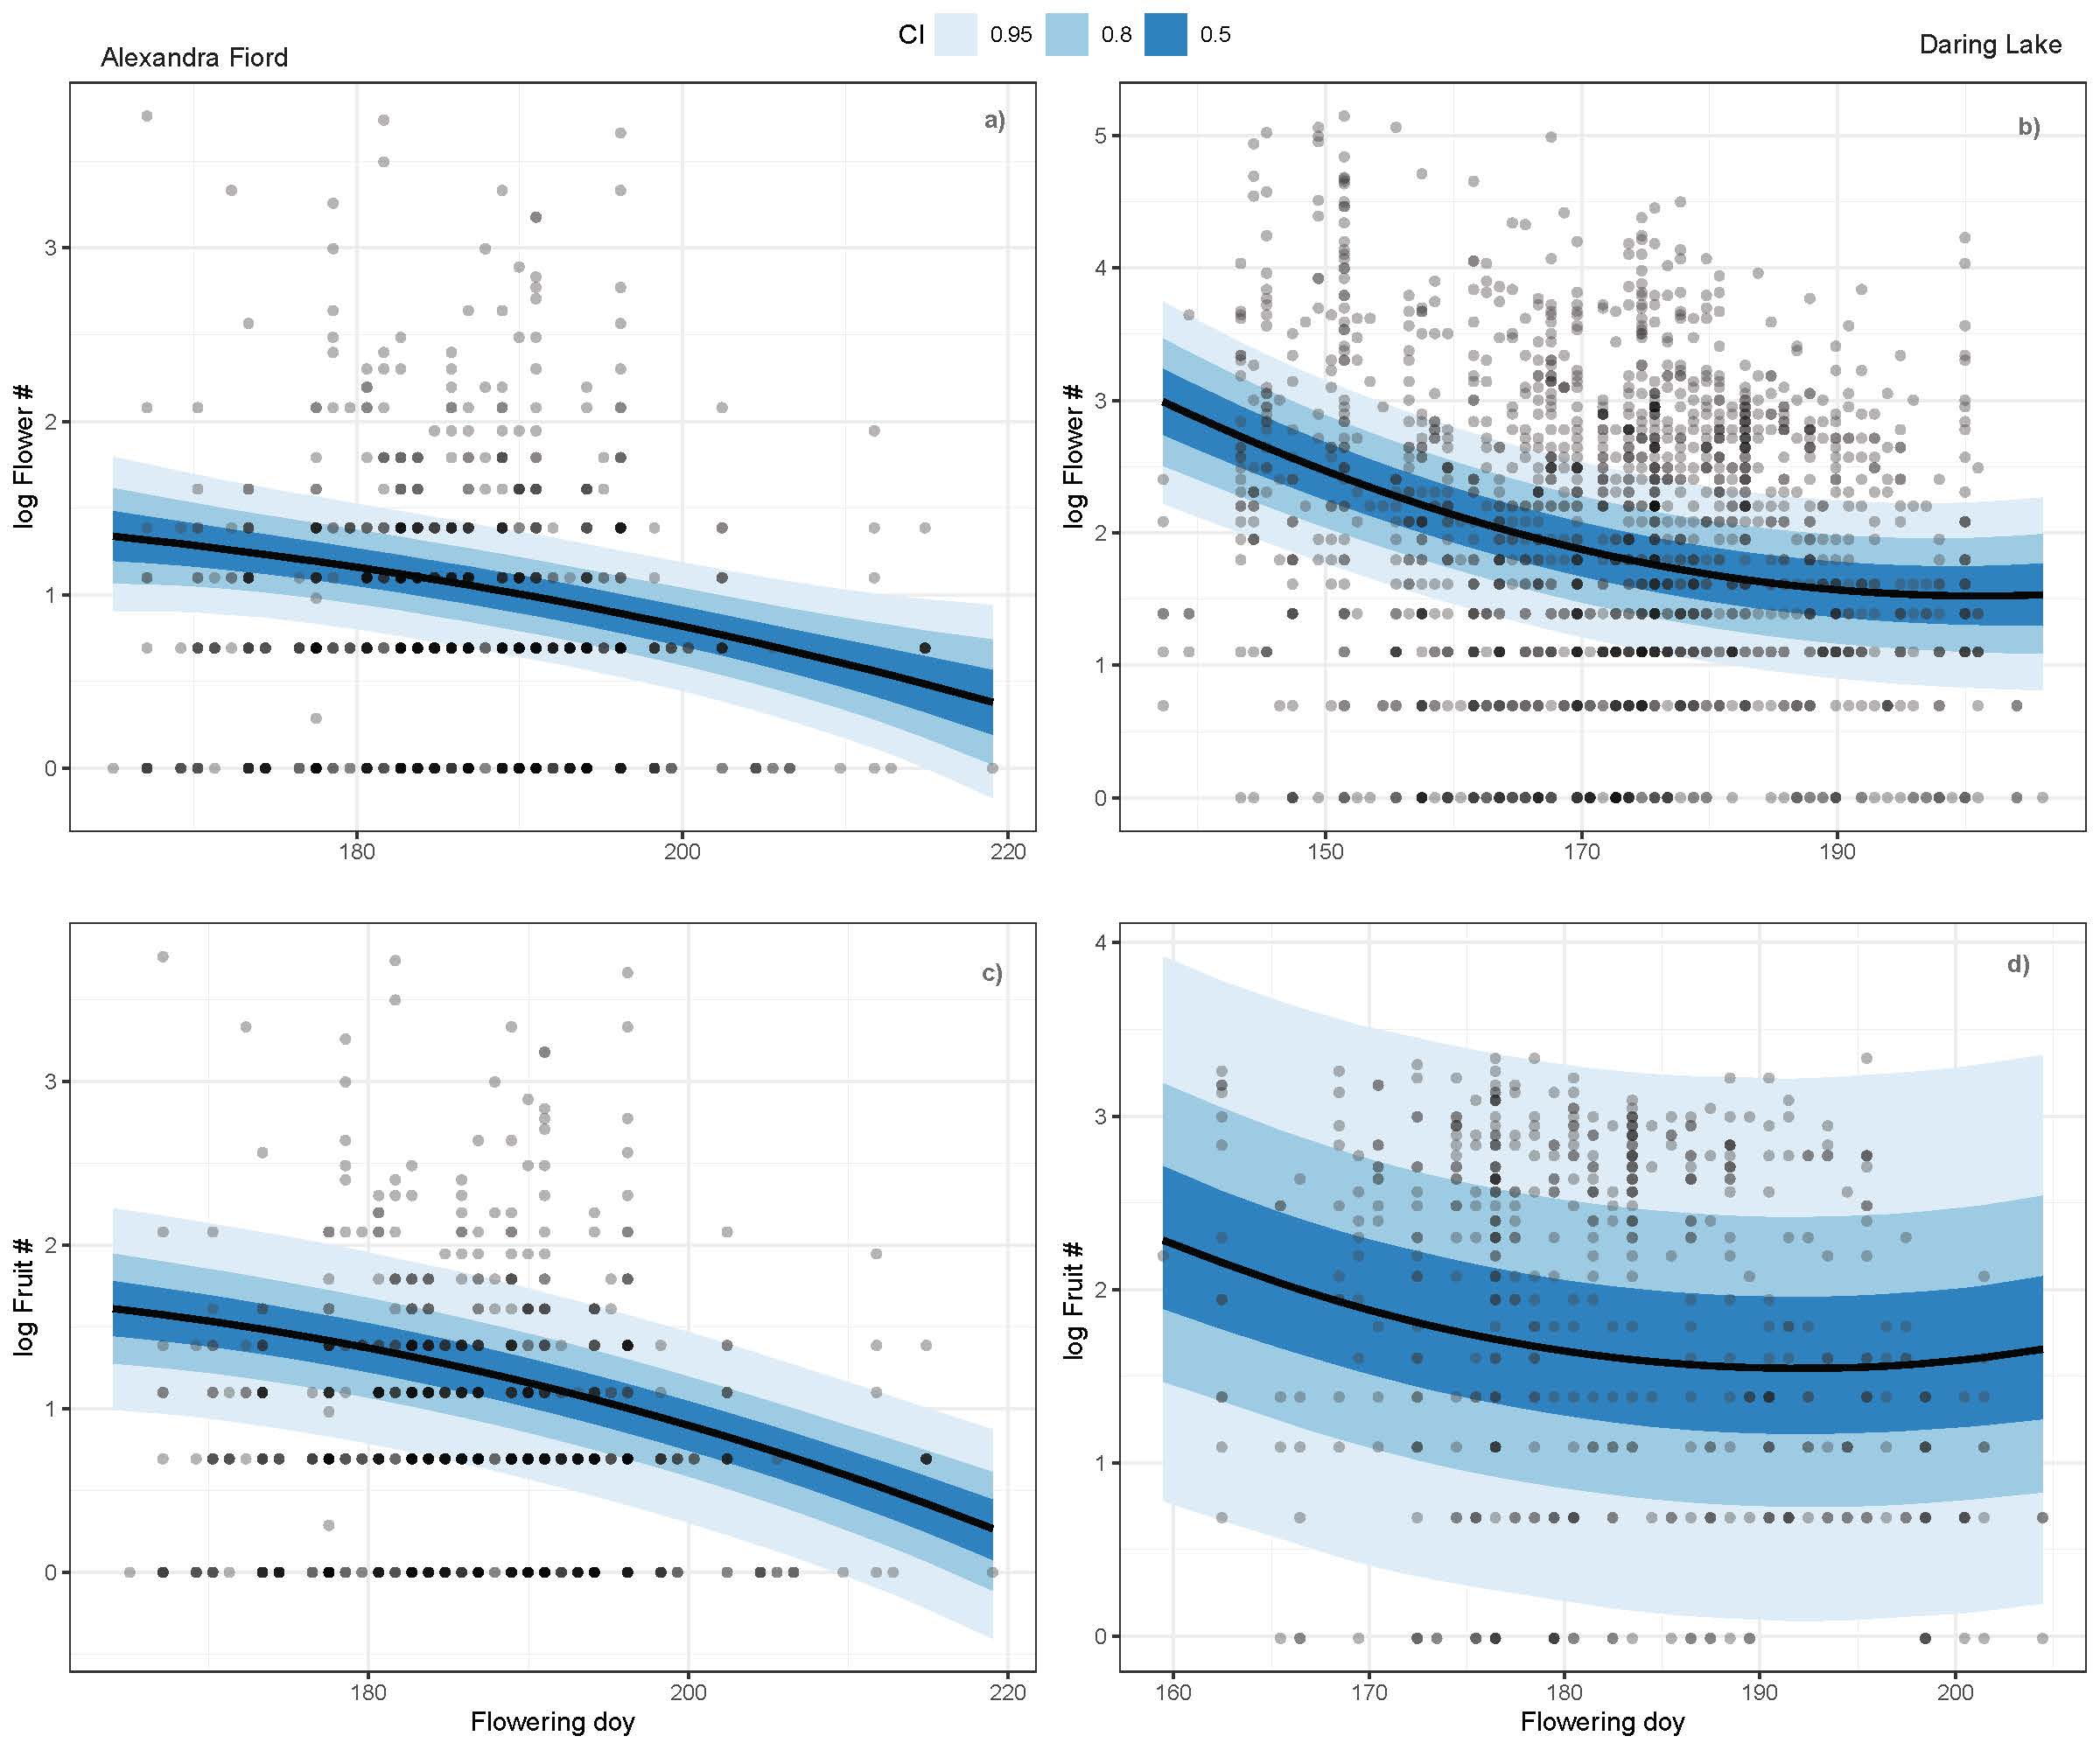 CI 0.95 0.8 0.5
Alexandra Fiord
Daring Lake
a)
log Flower #
3
2
1
0
180 200 220
b)
log Flower #
5
4
3
2
1
0
150 170 190
c)
log Fruit #
3
2
1
0
180 200 220
Flowering doy
d)
log Fruit #
4
3
2
1
0
160 170 180 190 200
Flowering doy